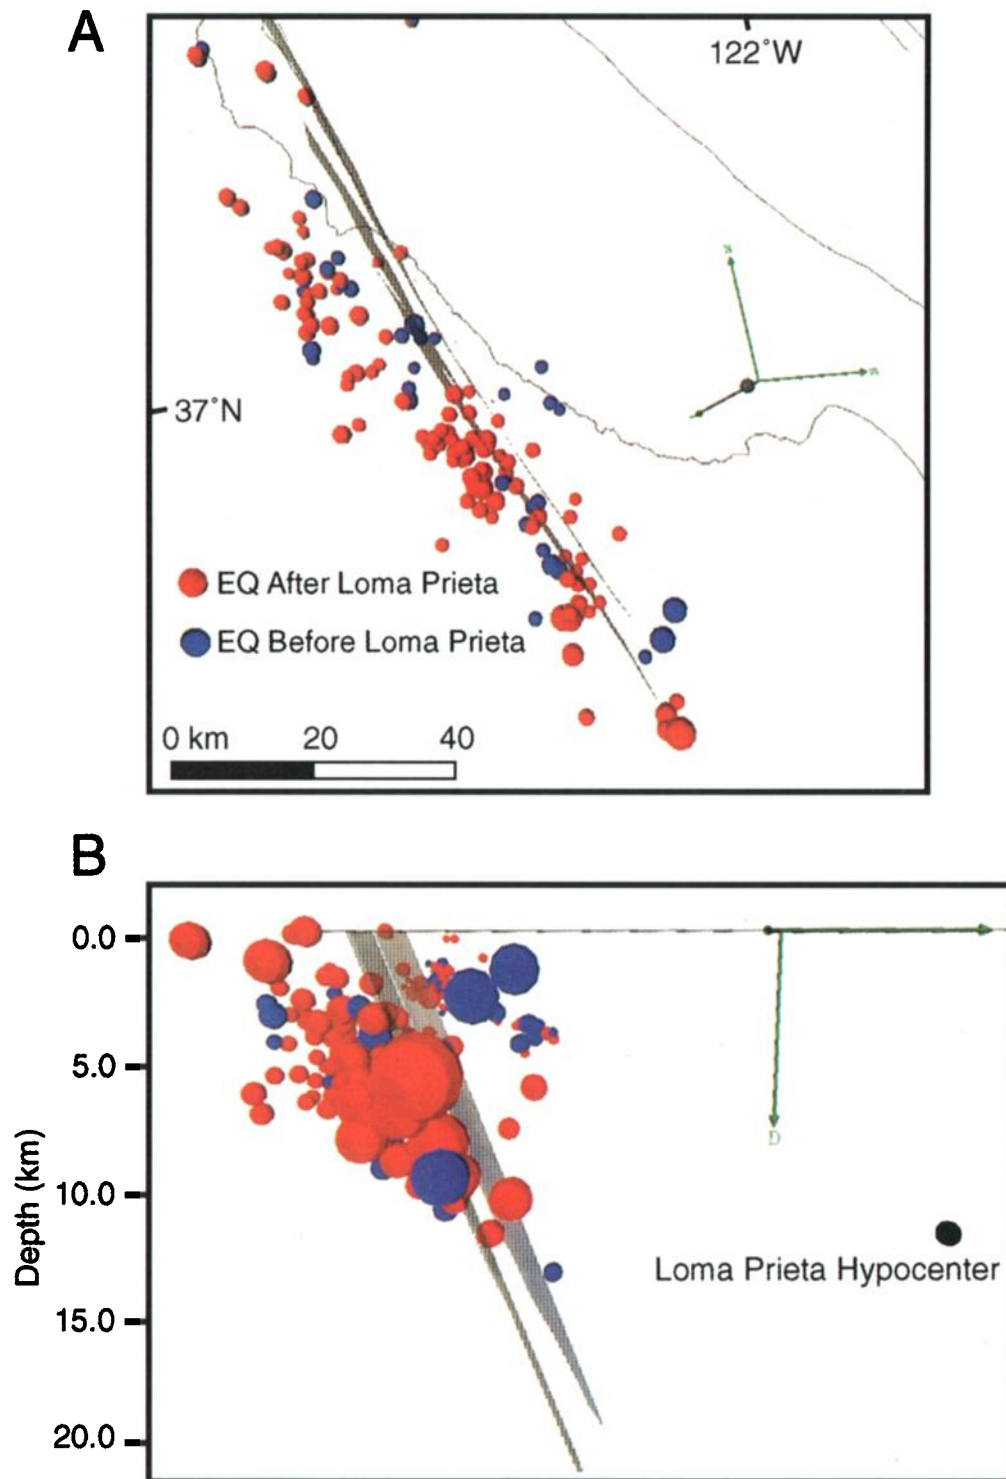 A
122°W
37°N
EQ After Loma Prieta
EQ Before Loma Prieta
0 km 20 40
B
0.0
5.0
10.0
15.0
20.0
Depth (km)
D
Loma Prieta Hypocenter